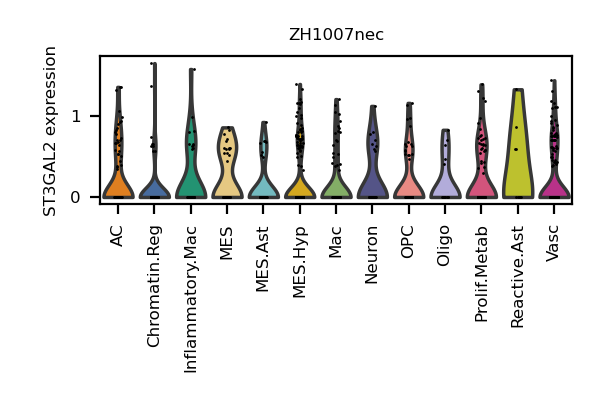 ZH1007nec
ST3GAL2 expression
1
0
AC
Chromatin.Reg
Inflammatory.Mac
MES
MES.Ast
MES.Hyp
Mac
Neuron
OPC
Oligo
Prolif.Metab
Reactive.Ast
Vasc